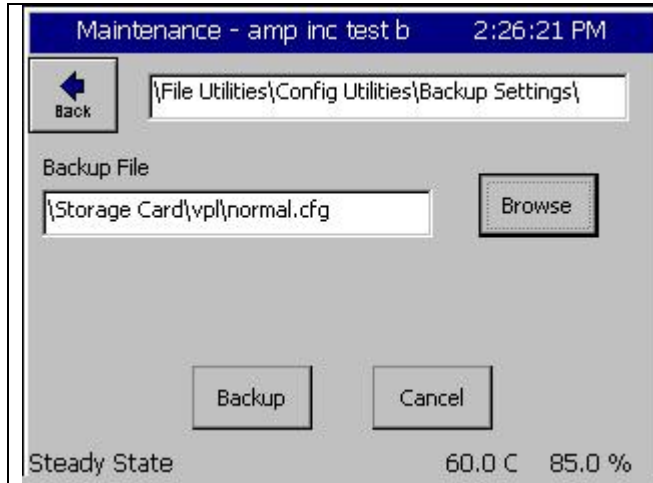 Maintenance - amp inc test b 2:26:21 PM
Back
\File Utilities\Config Utilities\Backup Settings\
Backup File
\Storage Card\vpl\normal.cfg
Browse
Backup Cancel
Steady State 60.0 C 85.0 %